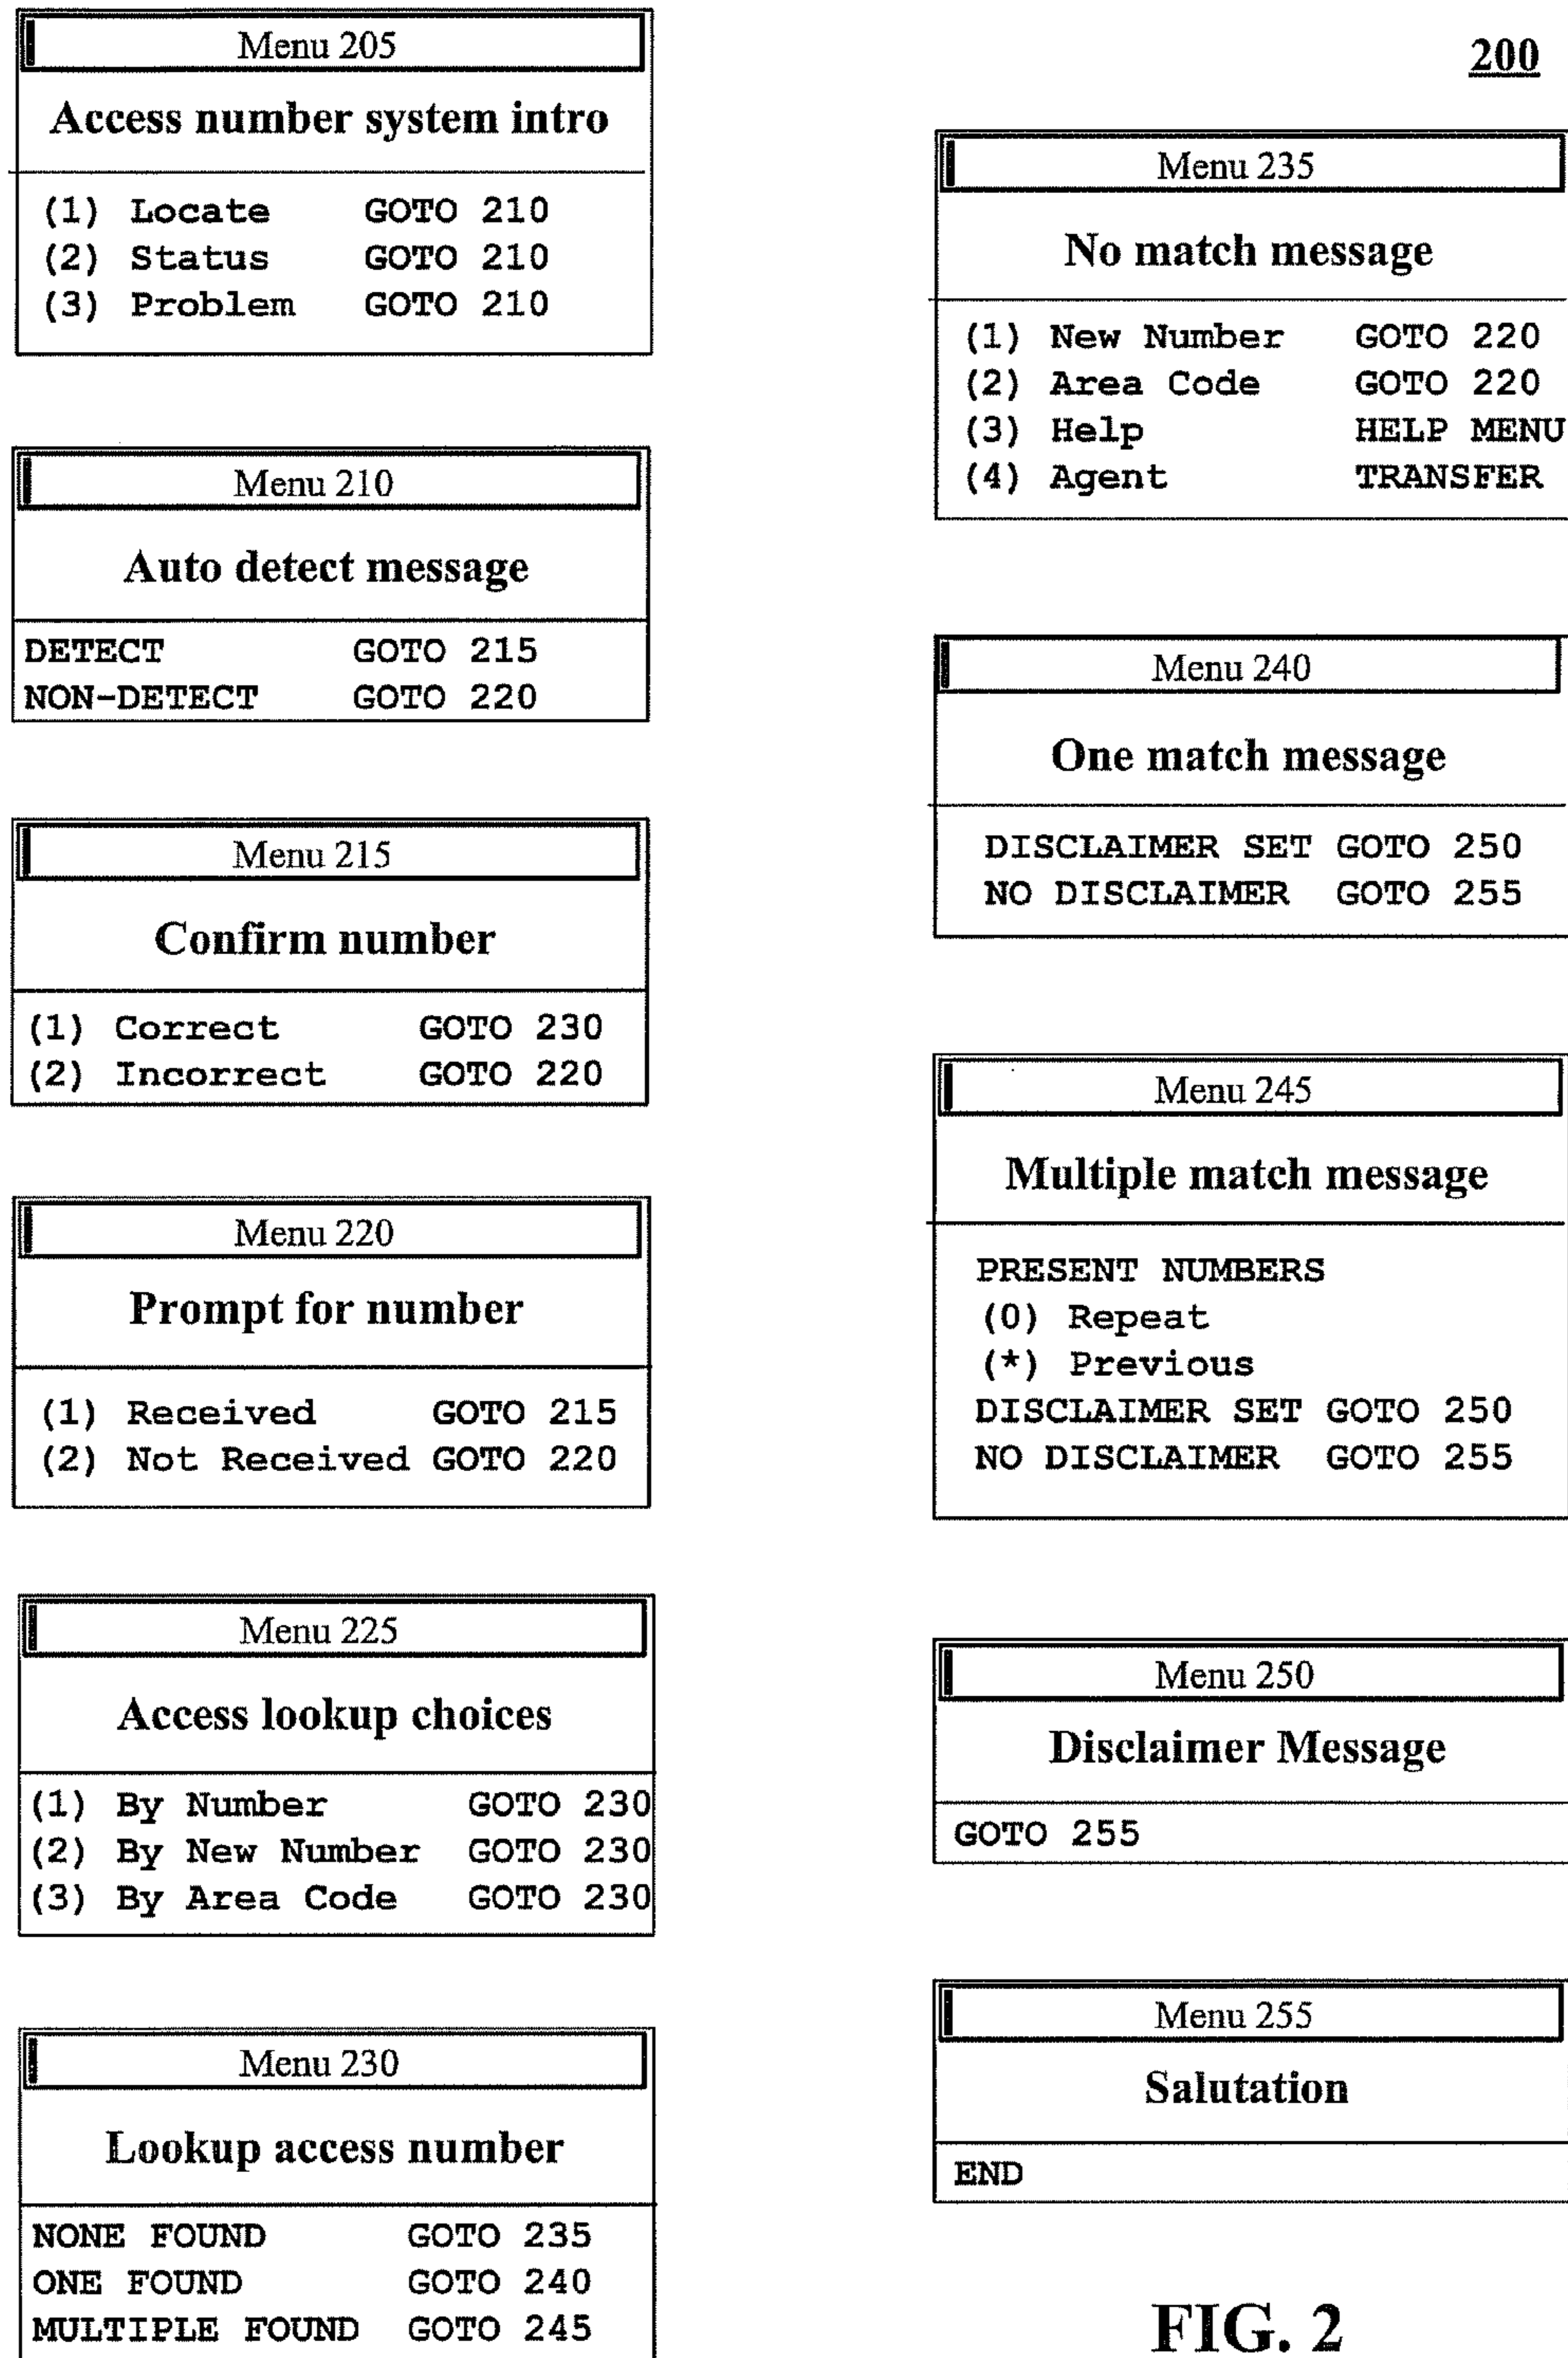 Menu 205
Access number system intro
(1) Locate GOTO 210
(2) Status GOTO 210
(3) Problem GOTO 210
Menu 210
Auto detect message
DETECT GOTO 215
NON-DETECT GOTO 220
Menu 215
Confirm number
(1) Correct GOTO 230
(2) Incorrect GOTO 220
Menu 220
Prompt for number
(1) Received GOTO 215
(2) Not Received GOTO 220
Menu 225
Access lookup choices
(1) By Number GOTO 230
(2) By New Number GOTO 230
(3) By Area Code GOTO 230
Menu 230
Lookup access number
NONE FOUND GOTO 235
ONE FOUND GOTO 240
MULTIPLE FOUND GOTO 245
200
Menu 235
No match message
(1) New Number GOTO 220
(2) Area Code GOTO 220
(3) Help HELP MENU
(4) Agent TRANSFER
Menu 240
One match message
DISCLAIMER SET GOTO 250
NO DISCLAIMER GOTO 255
Menu 245
Multiple match message
PRESENT NUMBERS
(0) Repeat
(*) Previous
DISCLAIMER SET GOTO 250
NO DISCLAIMER GOTO 255
Menu 250
Disclaimer Message
GOTO 255
Menu 255
Salutation
END
FIG. 2